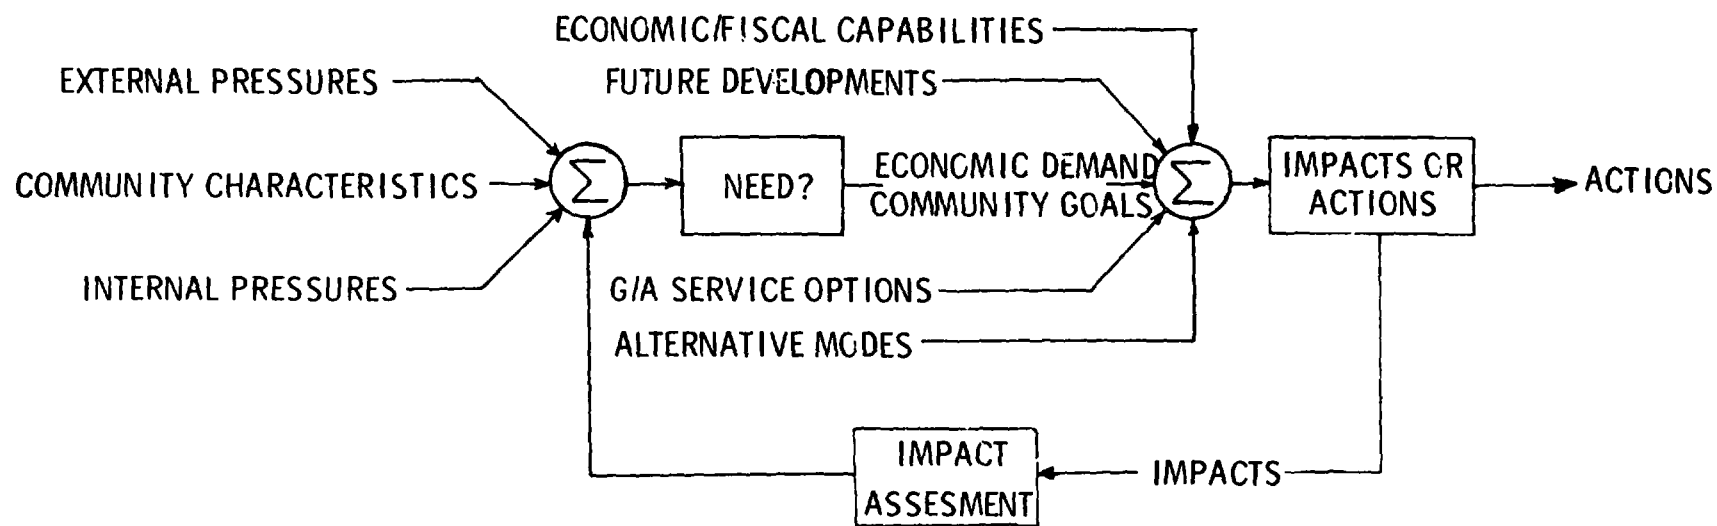 ECONOMIC/FISCAL CAPABILITIES
EXTERNAL PRESSURES
FUTURE DEVELOPMENTS
COMMUNITY CHARACTERISTICS
Σ
NEED?
ECONOMIC DEMAND
COMMUNITY GOALS
Σ
IMPACTS OR
ACTIONS
ACTIONS
INTERNAL PRESSURES
G/A SERVICE OPTIONS
ALTERNATIVE MODES
IMPACT
ASSESMENT
IMPACTS